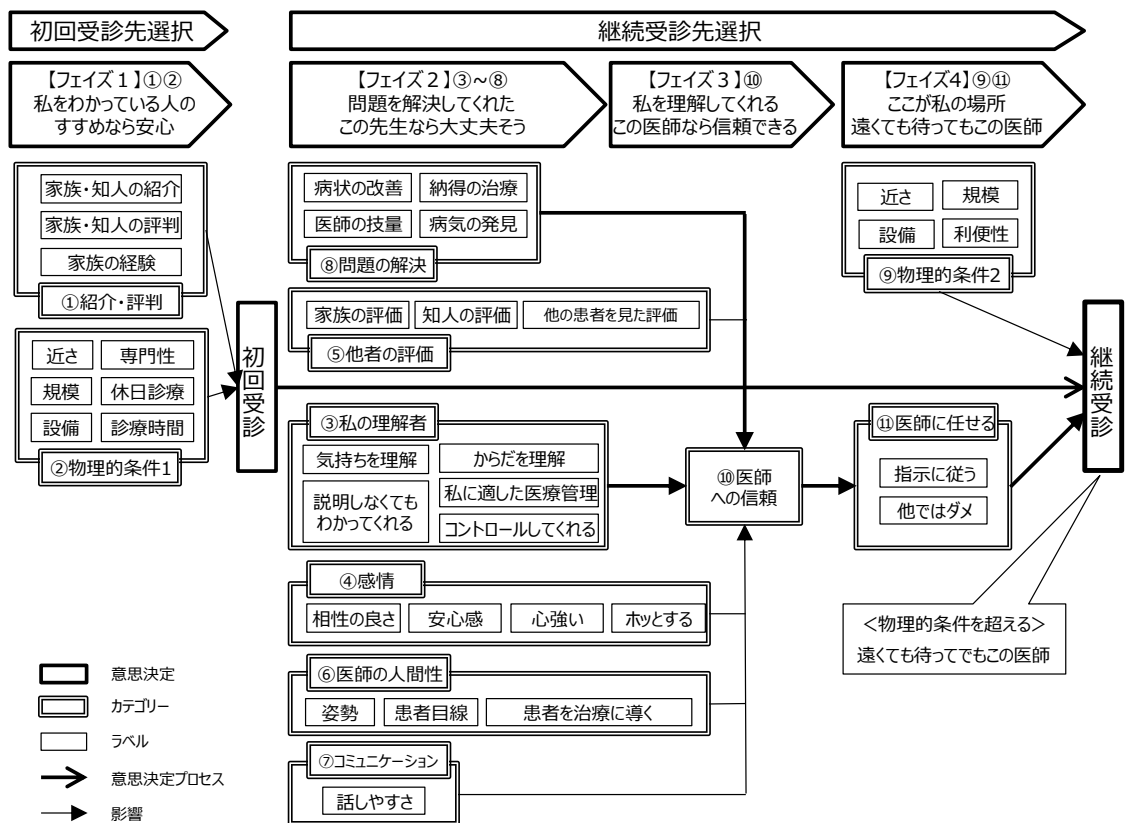 初回受診先選択
継続受診先選択
【フェイズ1】①②
私をわかっている人の
すすめなら安心
【フェイズ2】③～⑧
問題を解決してくれた
この先生なら大丈夫そう
【フェイズ3】⑩
私を理解してくれる
この医師なら信頼できる
【フェイズ4】⑨⑪
ここが私の場所
遠くても待ってもこの医師
家族・知人の紹介
家族・知人の評判
家族の経験
①紹介・評判
近さ
専門性
規模
休日診療
設備
診療時間
②物理的条件1
初回受診
病状の改善
納得の治療
医師の技量
病気の発見
⑧問題の解決
家族の評価
知人の評価
他の患者を見た評価
⑤他者の評価
③私の理解者
気持ちを理解
からだを理解
説明しなくても
わかってくれる
私に適した医療管理
コントロールしてくれる
④感情
相性の良さ
安心感
心強い
ホッとする
⑥医師の人間性
姿勢
患者目線
患者を治療に導く
⑦コミュニケーション
話しやすさ
⑩医師
への信頼
近さ
規模
設備
利便性
⑨物理的条件2
⑪医師に任せる
指示に従う
他ではダメ
継続受診
＜物理的条件を超える＞
遠くても待ってでもこの医師
意思決定
カテゴリー
ラベル
意思決定プロセス
影響